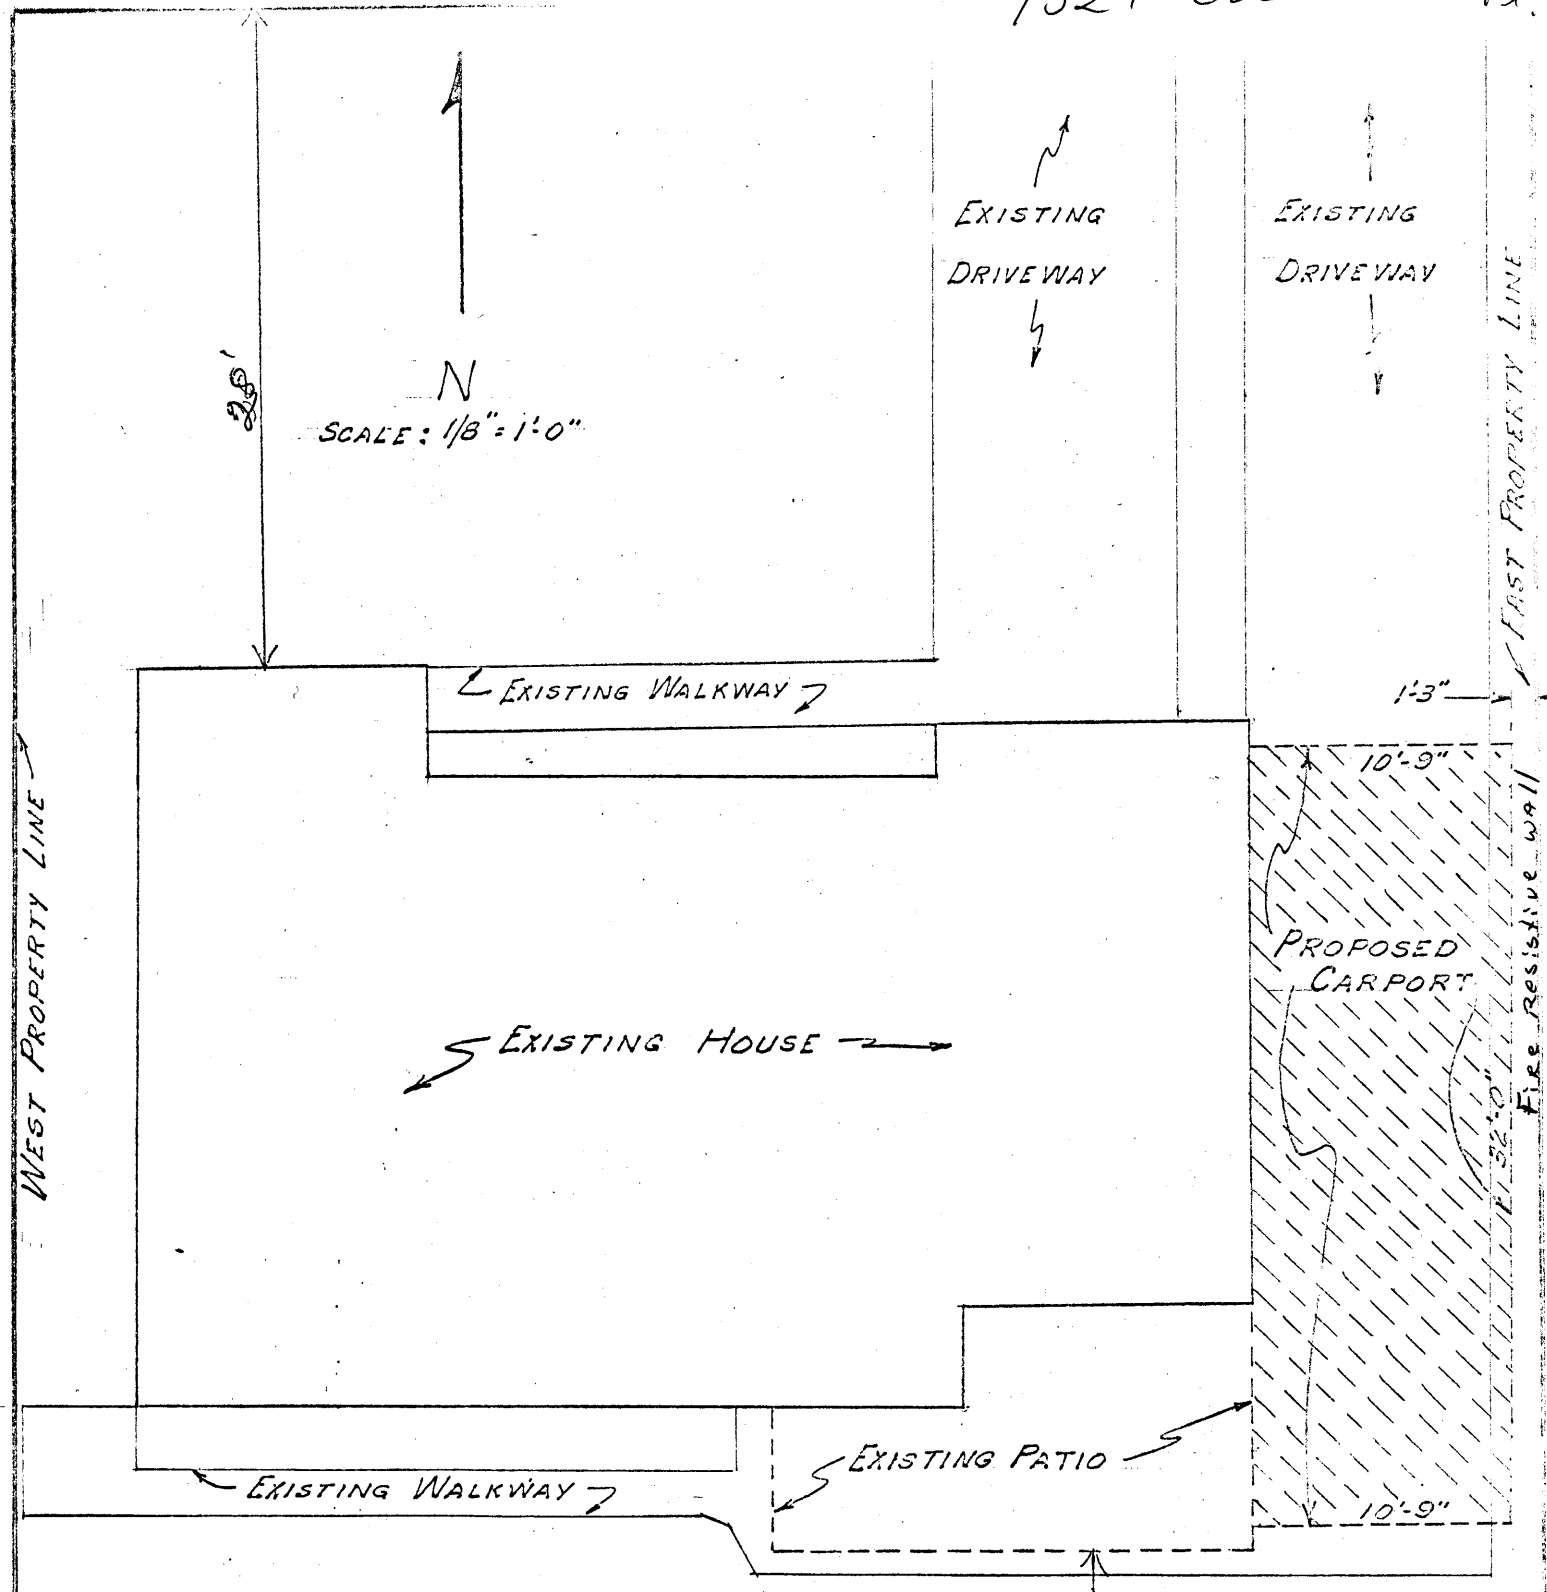 EXISTING
DRIVEWAY
EXISTING
DRIVEWAY
N
SCALE: 1/8" = 1'-0"
EAST PROPERTY LINE
EXISTING WALKWAY
1'-3"
10'-9"
WEST PROPERTY LINE
PROPOSED
CARPORT
Fire Resistive wall
EXISTING HOUSE
32'-0"
EXISTING PATIO
EXISTING WALKWAY
10'-9"